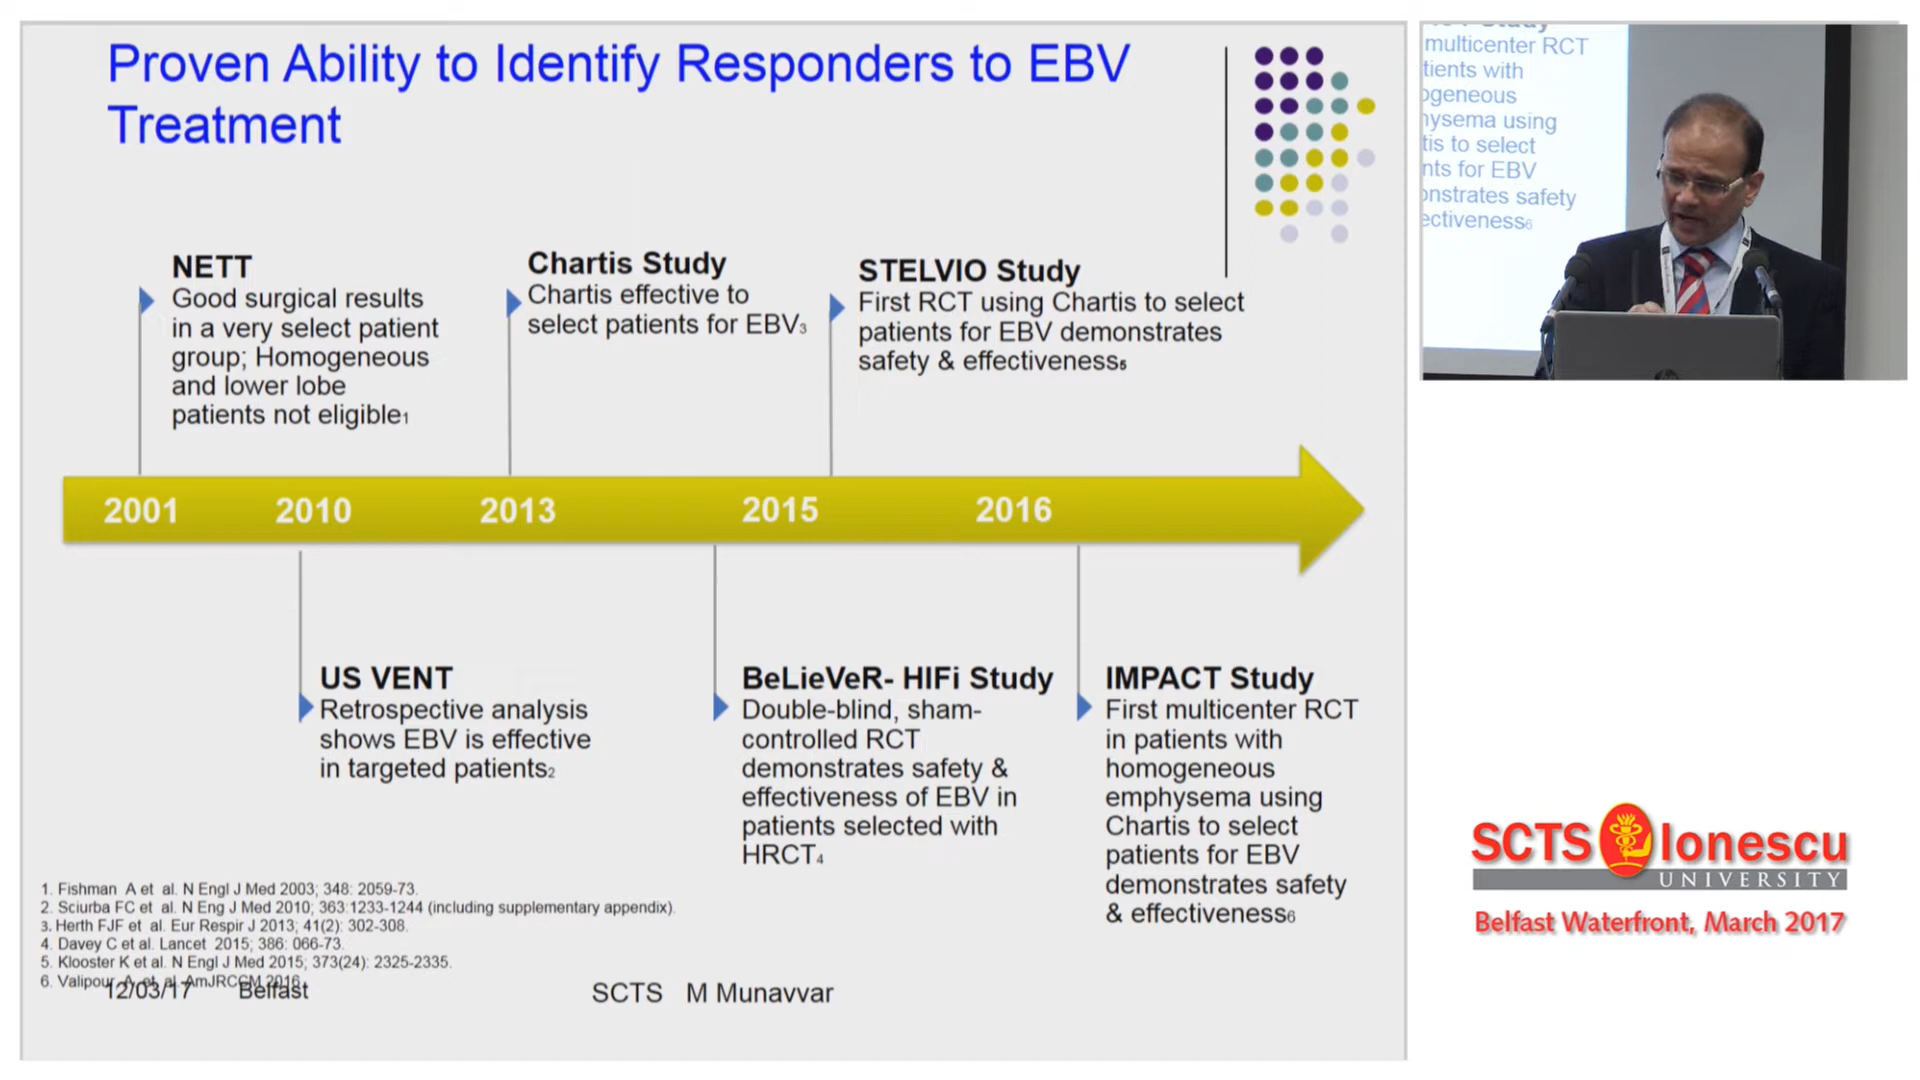 Proven Ability to Identify Responders to EBV
Treatment
NETT
Good surgical results
in a very select patient
group; Homogeneous
and lower lobe
patients not eligible1
Chartis Study
Chartis effective to
select patients for EBV3
STELVIO Study
First RCT using Chartis to select
patients for EBV demonstrates
safety & effectiveness5
2001 2010 2013 2015 2016
US VENT
Retrospective analysis
shows EBV is effective
in targeted patients2
BeLieVeR- HIFi Study
Double-blind, sham-
controlled RCT
demonstrates safety &
effectiveness of EBV in
patients selected with
HRCT4
IMPACT Study
First multicenter RCT
in patients with
homogeneous
emphysema using
Chartis to select
patients for EBV
demonstrates safety
& effectiveness6
1. Fishman A et al. N Engl J Med 2003; 348: 2059-73.
2. Sciurba FC et al. N Eng J Med 2010; 363:1233-1244 (including supplementary appendix).
3. Herth FJF et al. Eur Respir J 2013; 41(2): 302-308.
4. Davey C et al. Lancet 2015; 386: 066-73.
5. Klooster K et al. N Engl J Med 2015; 373(24): 2325-2335.
6. Valipour, A. et. al. AmJRCCM 2016
12/03/17 Belfast SCTS M Munavvar
multicenter RCT
tients with
ogeneous
hysema using
tis to select
nts for EBV
onstrates safety
ectiveness6
SCTS Ionescu
UNIVERSITY
Belfast Waterfront, March 2017